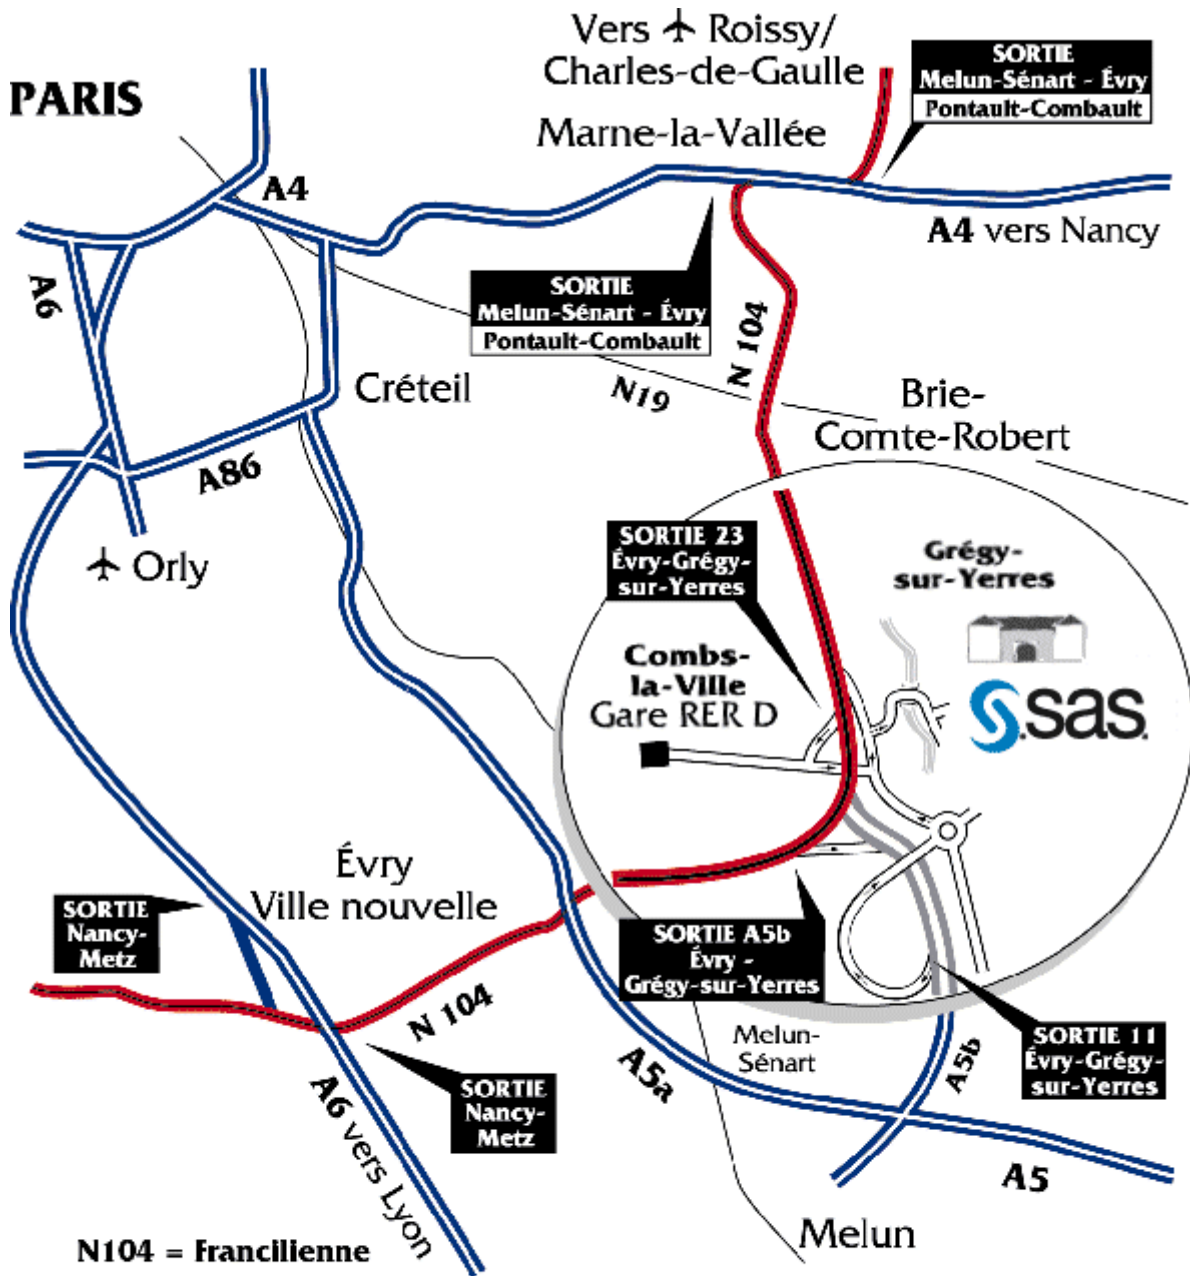 Vers Roissy/
Charles-de-Gaulle
SORTIE
Melun-Sénart - Évry
Pontault-Combault
PARIS
Marne-la-Vallée
A4
A4 vers Nancy
A6
SORTIE
Melun-Sénart - Évry
Pontault-Combault
N 104
N19
Créteil
Brie-
Comte-Robert
A86
Orly
SORTIE 23
Évry-Grégy-
sur-Yerres
Grégy-
sur-Yerres
Combs-
la-Ville
Gare RER D
sas
Évry
Ville nouvelle
SORTIE
Nancy-
Metz
SORTIE A5b
Évry -
Grégy-sur-Yerres
N 104
Melun-
Sénart
A5b
SORTIE 11
Évry-Grégy-
sur-Yerres
A5a
SORTIE
Nancy-
Metz
A6 vers Lyon
A5
Melun
N104 = Francilienne